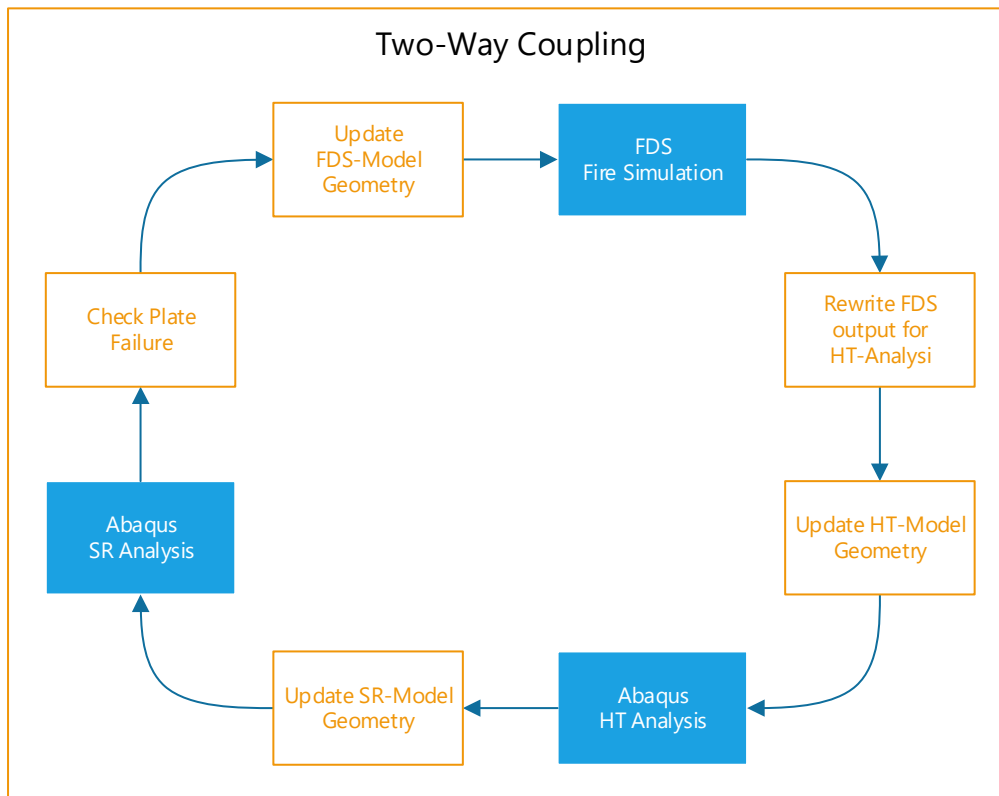 Two-Way Coupling
Update
FDS-Model
Geometry
FDS
Fire Simulation
Check Plate
Failure
Rewrite FDS
output for
HT-Analysi
Abaqus
SR Analysis
Update HT-Model
Geometry
Update SR-Model
Geometry
Abaqus
HT Analysis